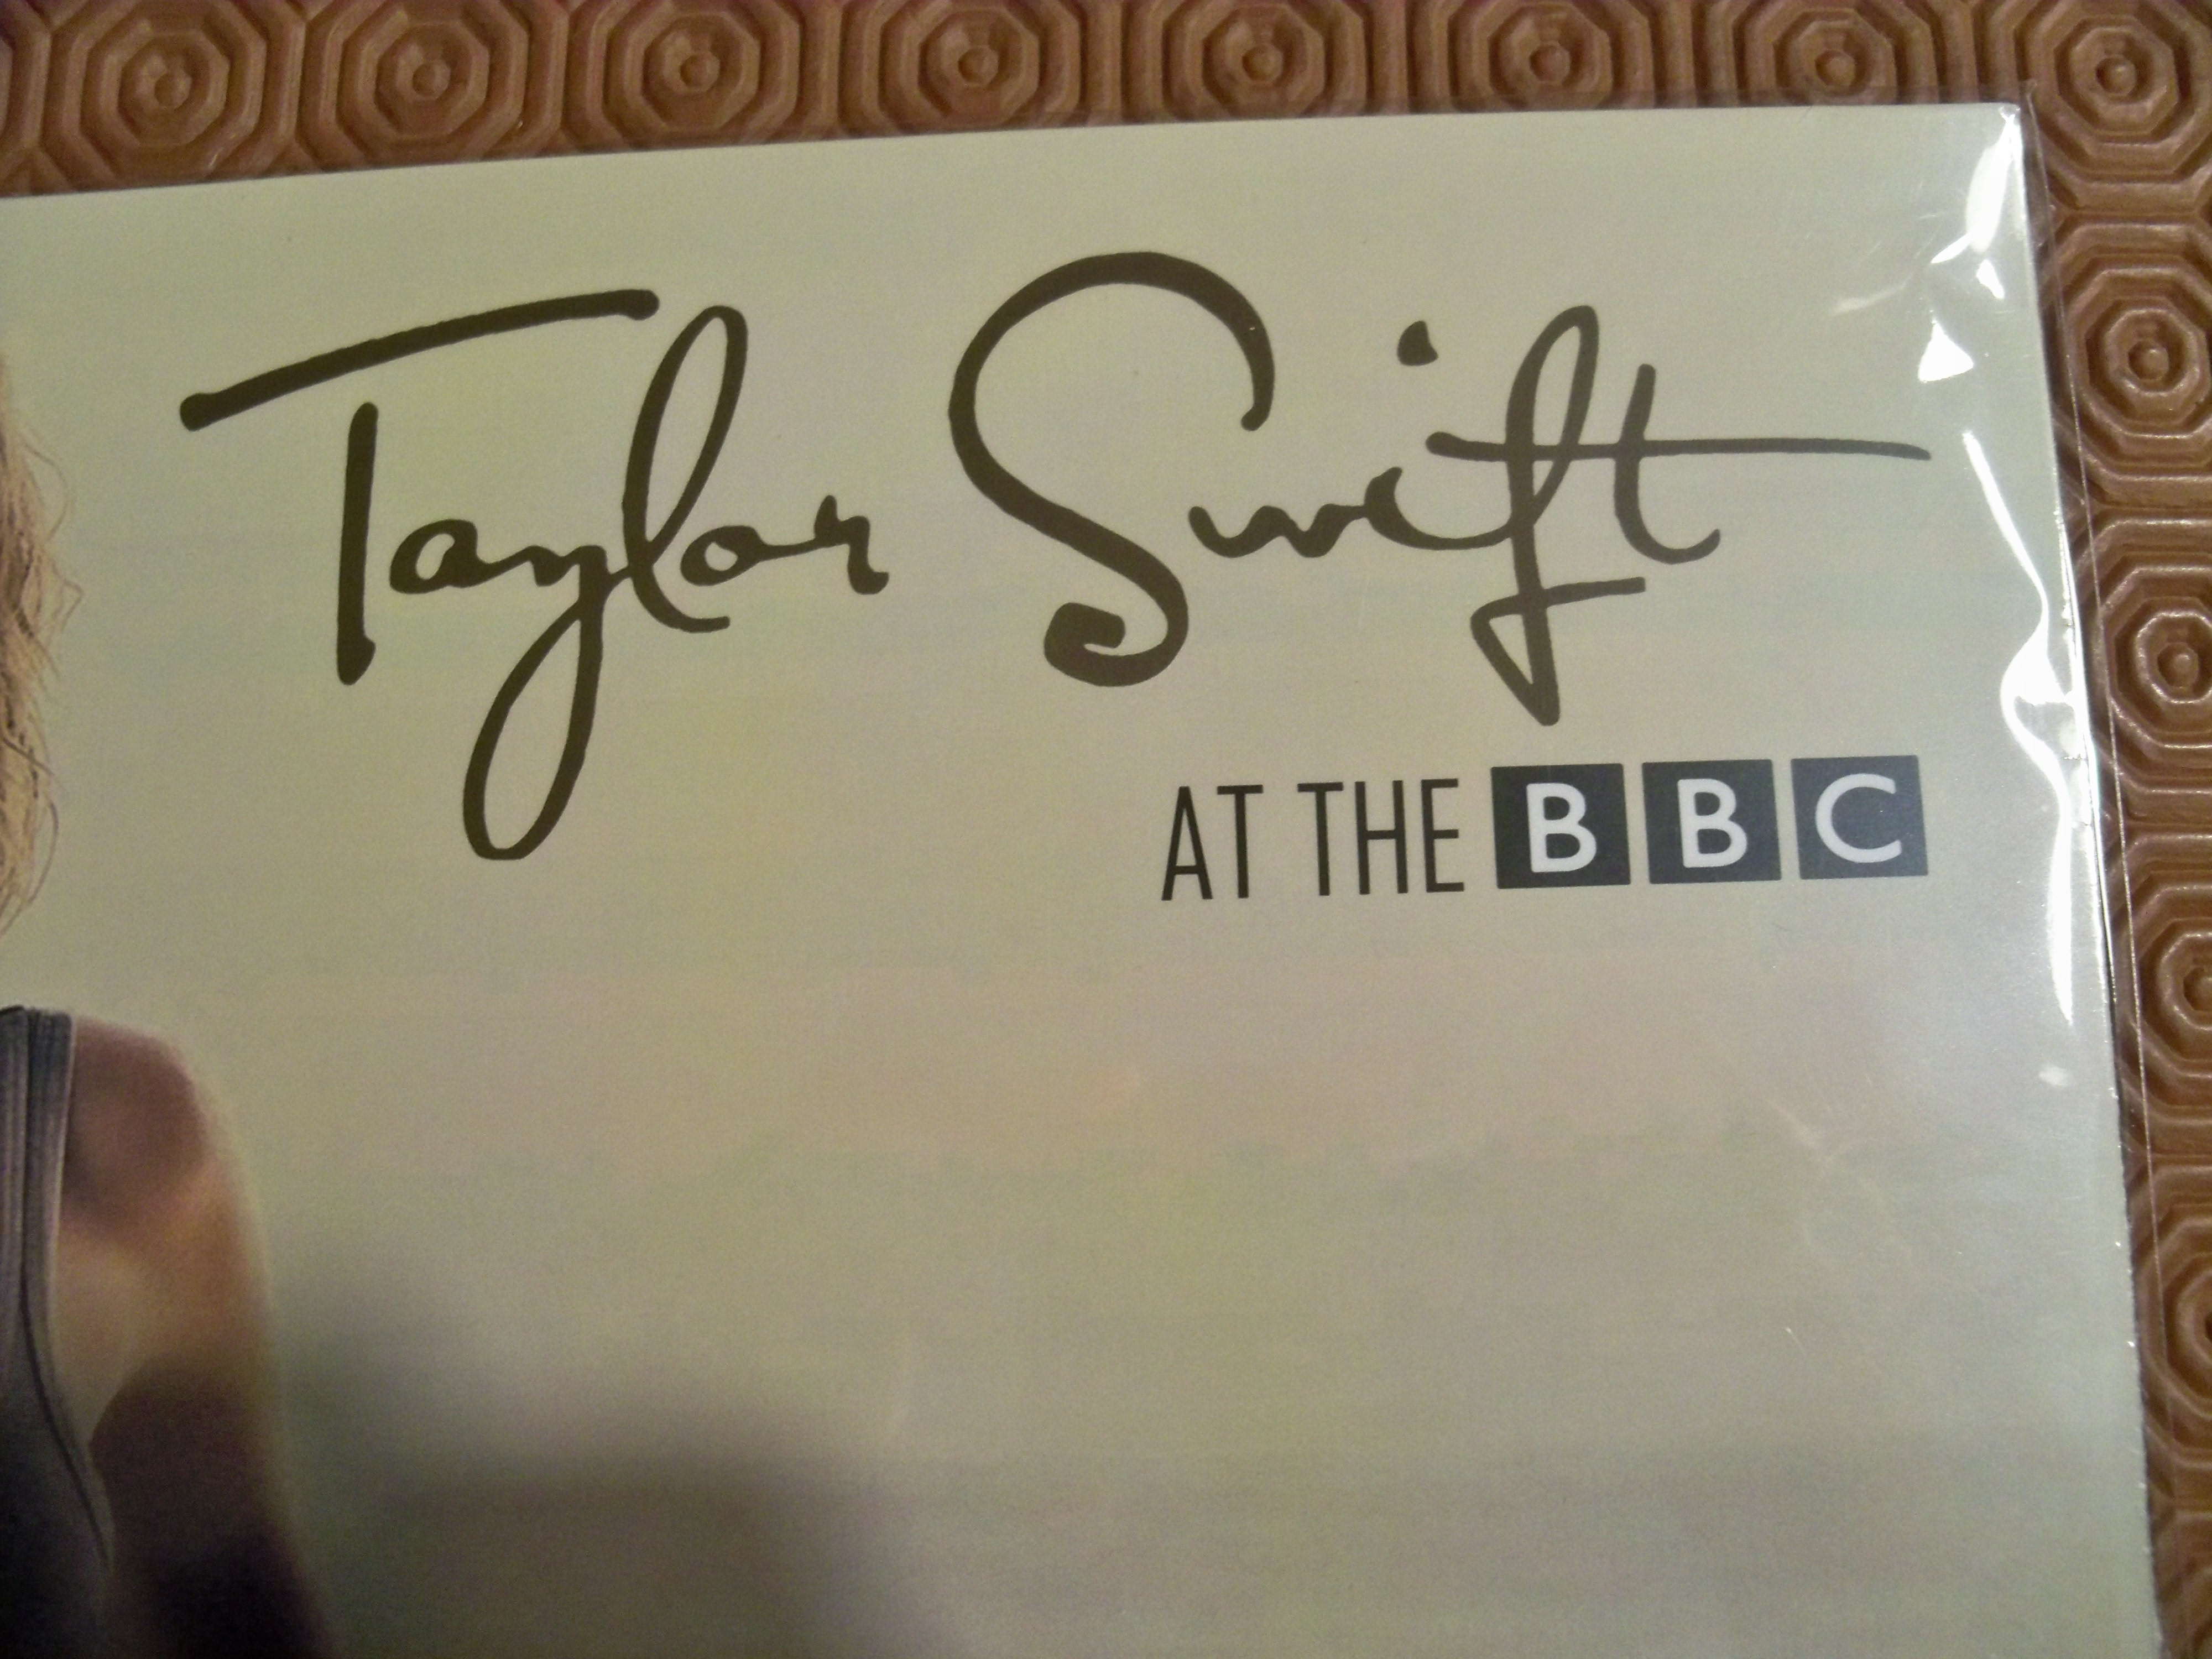 Taylor Swift
AT THE BBC